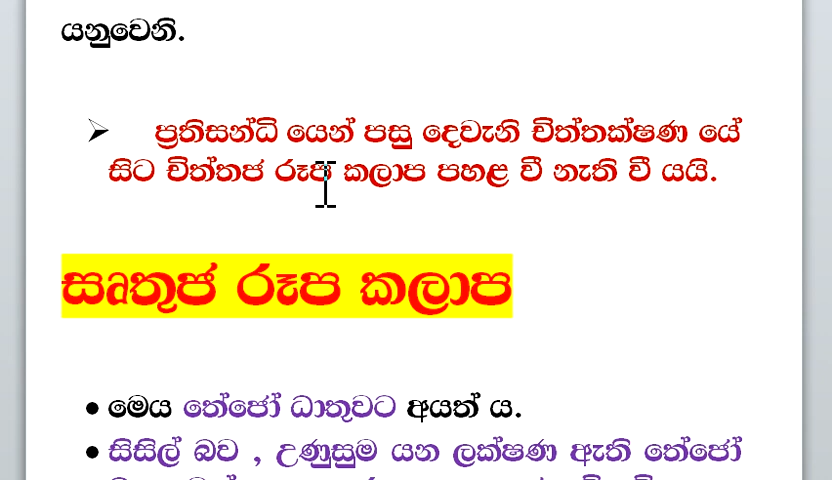 යනුවෙනි.
➢ ප්‍රතිසන්ධි යෙන් පසු දෙවැනි චිත්තක්ෂණ යේ
සිට චිත්තජ රූප කලාප පහළ වී නැති වී යයි.
සෘතුජ රූප කලාප
• මෙය තේජෝ ධාතුවට අයත් ය.
• සිසිල් බව , උණුසුම යන ලක්ෂණ ඇති තේජෝ